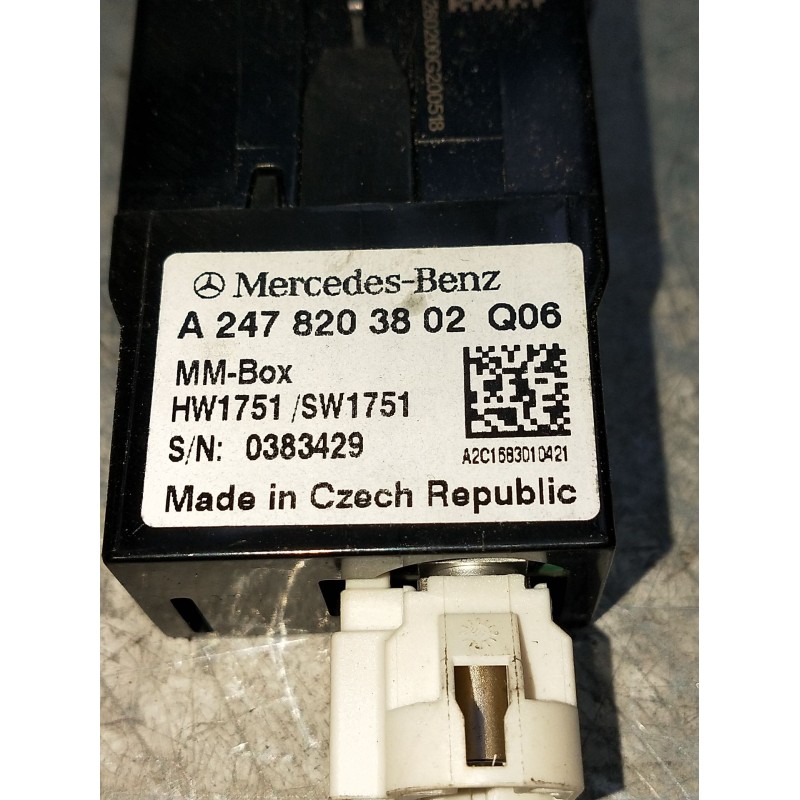 Mercedes-Benz
A 247 820 38 02 Q06
MM-Box
HW1751 /SW1751
S/N: 0383429
A2C1683010421
Made in Czech Republic